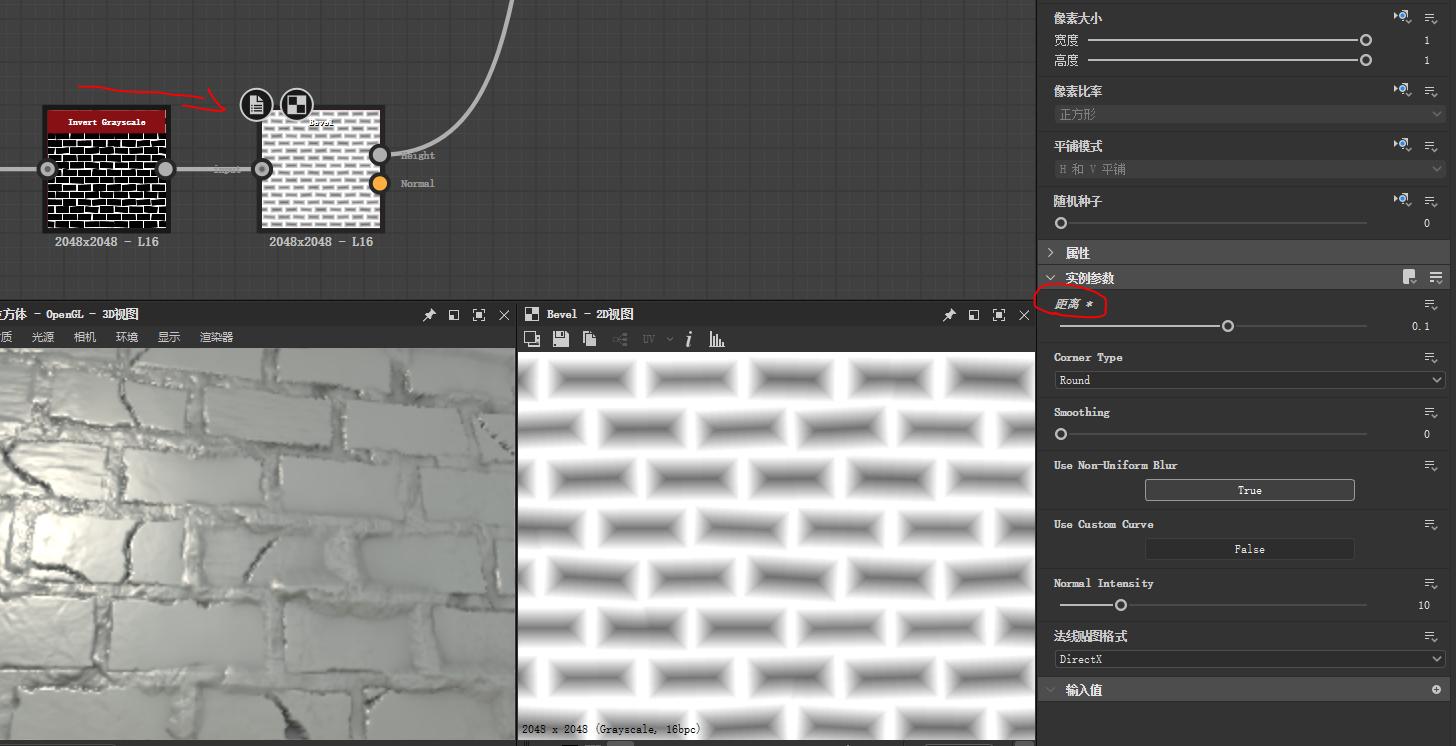 Invert Grayscale
Bevel
Input
Height
Normal
2048x2048 - L16
2048x2048 - L16
方体 - OpenGL - 3D视图
质 光源 相机 环境 显示 渲染器
Bevel - 2D视图
UV
2048 x 2048 (Grayscale, 16bpc)
像素大小
宽度 1
高度 1
像素比率
正方形
平铺模式
H 和 V 平铺
随机种子
0
属性
实例参数
距离 *
0.1
Corner Type
Round
Smoothing
0
Use Non-Uniform Blur
True
Use Custom Curve
False
Normal Intensity
10
法线贴图格式
DirectX
输入值